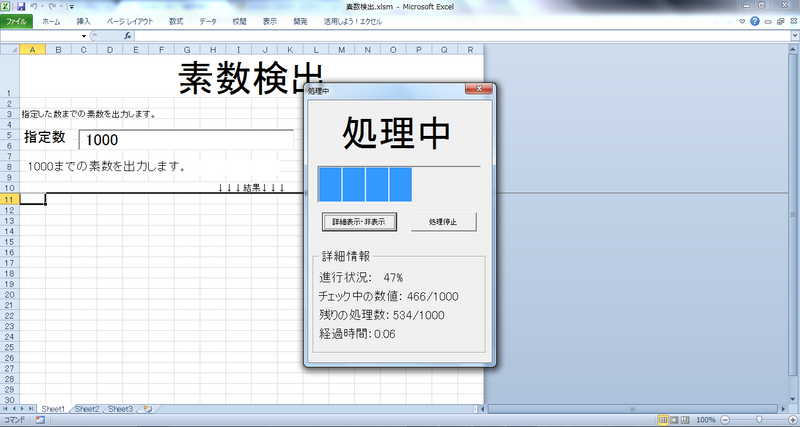 素数検出.xlsm - Microsoft Excel
ファイル ホーム 挿入 ページ レイアウト 数式 データ 校閲 表示 開発 活用しよう!エクセル
fx
A B C D E F G H I J K L M N O P Q R
1 素数検出
2
3 指定した数までの素数を出力します。
4
5 指定数 1000
6
7
8 1000までの素数を出力します。
9
10 ↓↓↓結果↓↓↓
11
12
13
14
15
16
17
18
19
20
21
22
23
24
25
26
27
28
29
30
処理中
処理中
詳細表示・非表示 処理停止
詳細情報
進行状況: 47%
チェック中の数値: 466/1000
残りの処理数: 534/1000
経過時間:0:06
Sheet1 Sheet2 Sheet3
コマンド 100%